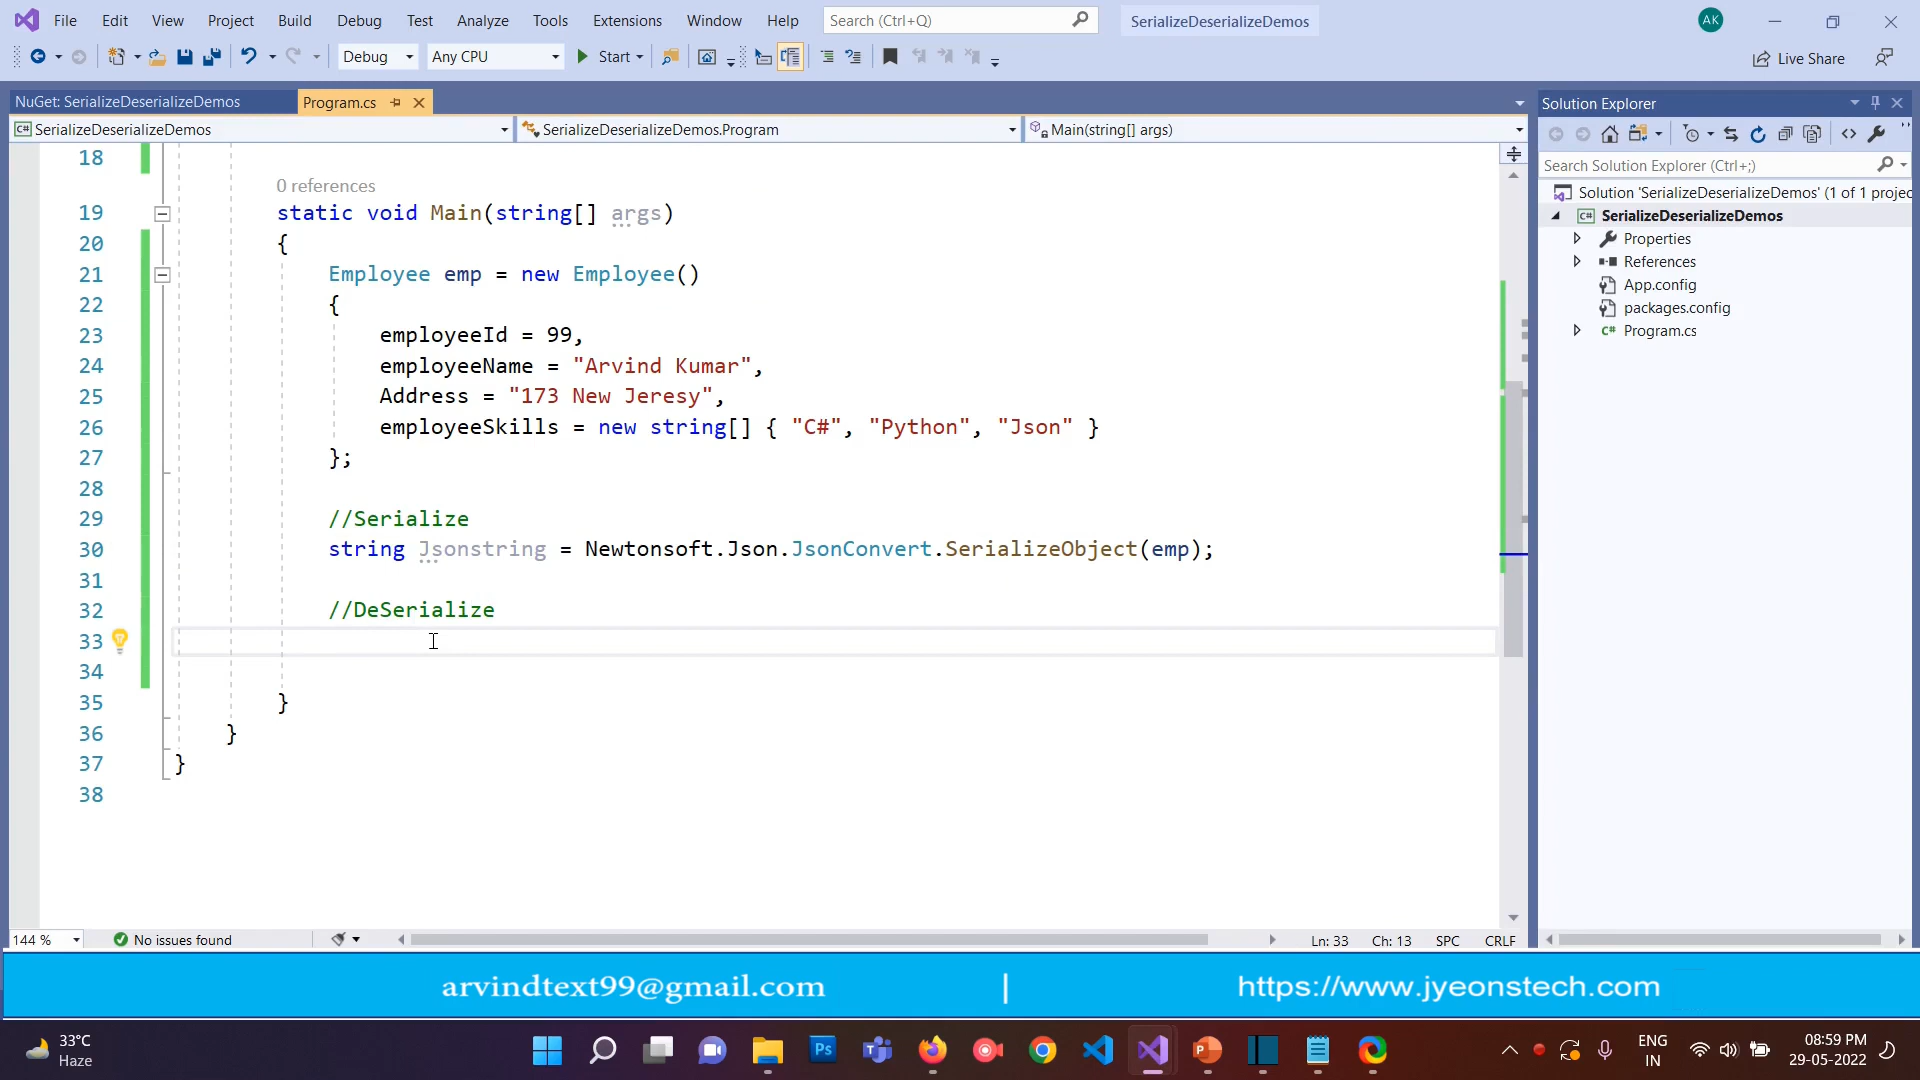 File Edit View Project Build Debug Test Analyze Tools Extensions Window Help Search (Ctrl+Q) SerializeDeserializeDemos AK
Debug Any CPU Start Live Share
NuGet: SerializeDeserializeDemos Program.cs
C# SerializeDeserializeDemos SerializeDeserializeDemos.Program Main(string[] args)
18
0 references
19 static void Main(string[] args)
20 {
21 Employee emp = new Employee()
22 {
23 employeeId = 99,
24 employeeName = "Arvind Kumar",
25 Address = "173 New Jeresy",
26 employeeSkills = new string[] { "C#", "Python", "Json" }
27 };
28
29 //Serialize
30 string Jsonstring = Newtonsoft.Json.JsonConvert.SerializeObject(emp);
31
32 //DeSerialize
33
34
35 }
36 }
37 }
38
144 % No issues found Ln: 33 Ch: 13 SPC CRLF
Solution Explorer
Search Solution Explorer (Ctrl+;)
Solution 'SerializeDeserializeDemos' (1 of 1 projec
C# SerializeDeserializeDemos
Properties
References
App.config
packages.config
C# Program.cs
arvindtext99@gmail.com | https://www.jyeonstech.com
33°C
Haze
Ps
ENG
IN
08:59 PM
29-05-2022